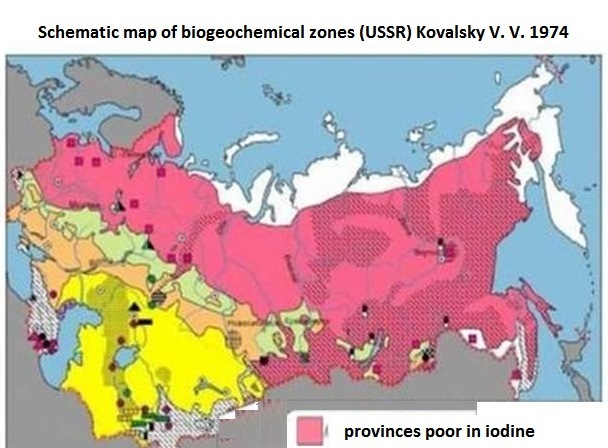 Schematic map of biogeochemical zones (USSR) Kovalsky V. V. 1974
provinces poor in iodine